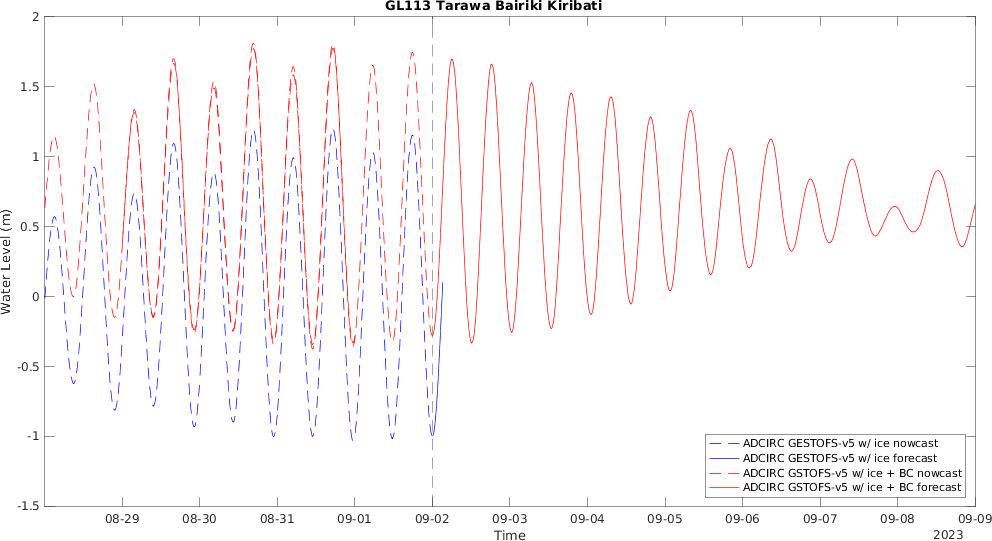 GL113 Tarawa Bairiki Kiribati
Water Level (m)
2
1.5
1
0.5
0
-0.5
-1
-1.5
08-29 08-30 08-31 09-01 09-02 09-03 09-04 09-05 09-06 09-07 09-08 09-09
Time
2023
ADCIRC GESTOFS-v5 w/ ice nowcast
ADCIRC GESTOFS-v5 w/ ice forecast
ADCIRC GSTOFS-v5 w/ ice + BC nowcast
ADCIRC GSTOFS-v5 w/ ice + BC forecast